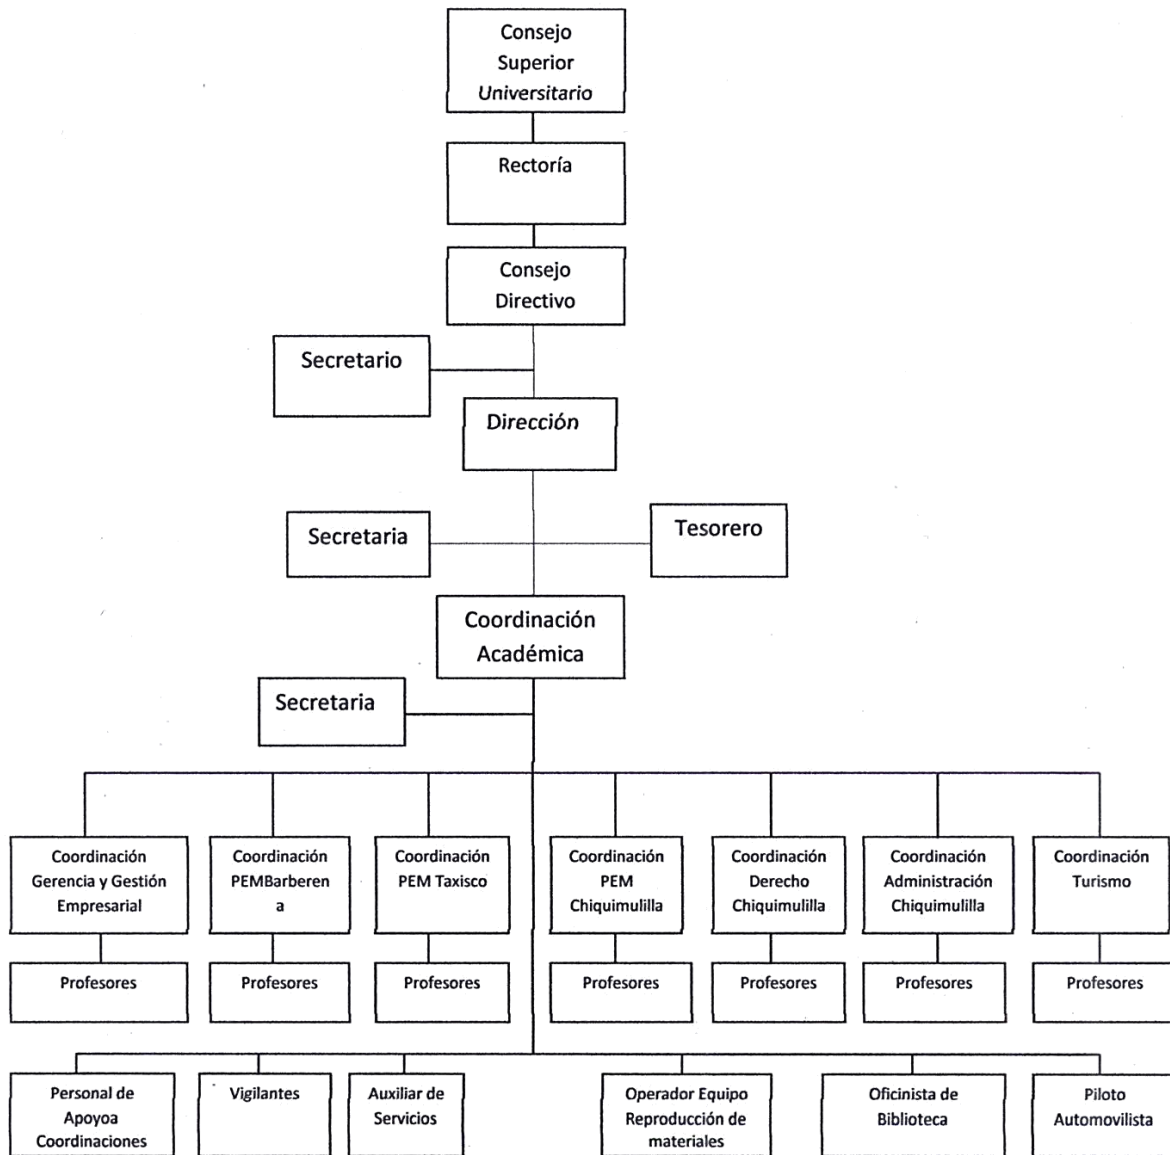 Consejo
Superior
Universitario
Rectoría
Consejo
Directivo
Secretario
Dirección
Secretaria
Tesorero
Coordinación
Académica
Secretaria
Coordinación
Gerencia y Gestión
Empresarial
Coordinación
PEMBarberen
a
Coordinación
PEM Taxisco
Coordinación
PEM
Chiquimulilla
Coordinación
Derecho
Chiquimulilla
Coordinación
Administración
Chiquimulilla
Coordinación
Turismo
Profesores
Profesores
Profesores
Profesores
Profesores
Profesores
Profesores
Personal de
Apoyoa
Coordinaciones
Vigilantes
Auxiliar de
Servicios
Operador Equipo
Reproducción de
materiales
Oficinista de
Biblioteca
Piloto
Automovilista